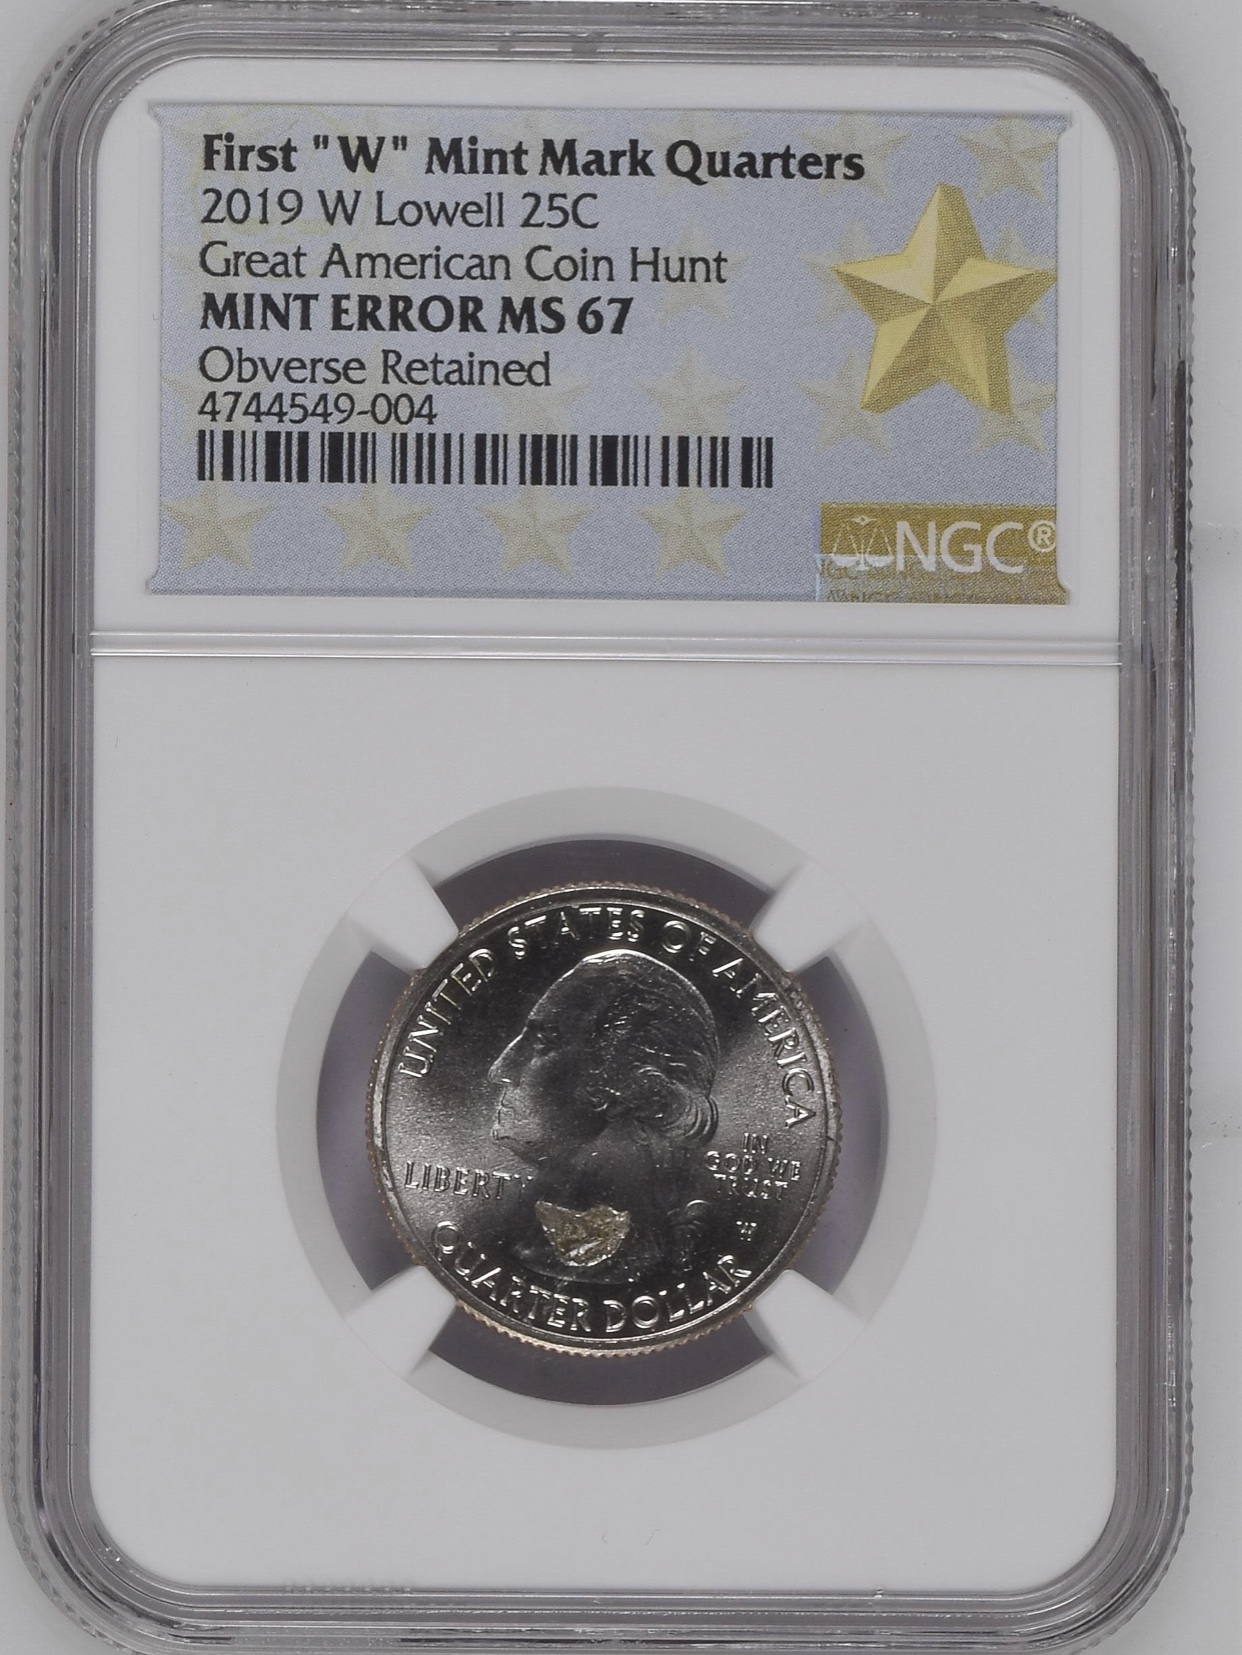 First "W" Mint Mark Quarters
2019 W Lowell 25C
Great American Coin Hunt
MINT ERROR MS 67
Obverse Retained
4744549-004
NGC®
UNITED STATES OF AMERICA
LIBERTY
IN
GOD WE
TRUST
W
QUARTER DOLLAR